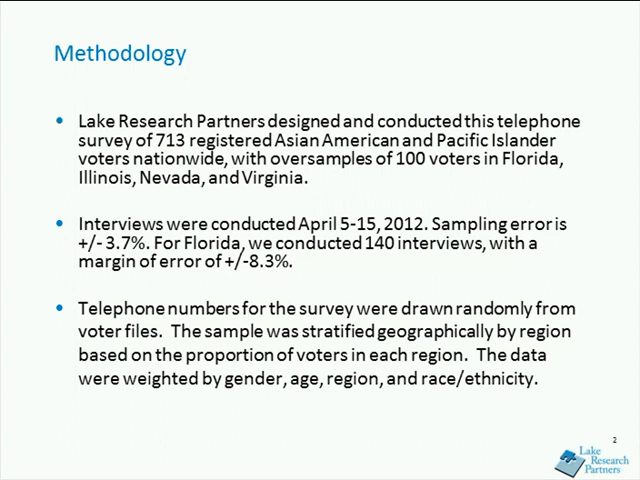 Methodology
• Lake Research Partners designed and conducted this telephone
survey of 713 registered Asian American and Pacific Islander
voters nationwide, with oversamples of 100 voters in Florida,
Illinois, Nevada, and Virginia.
• Interviews were conducted April 5-15, 2012. Sampling error is
+/- 3.7%. For Florida, we conducted 140 interviews, with a
margin of error of +/-8.3%.
• Telephone numbers for the survey were drawn randomly from
voter files. The sample was stratified geographically by region
based on the proportion of voters in each region. The data
were weighted by gender, age, region, and race/ethnicity.
2
Lake
Research
Partners